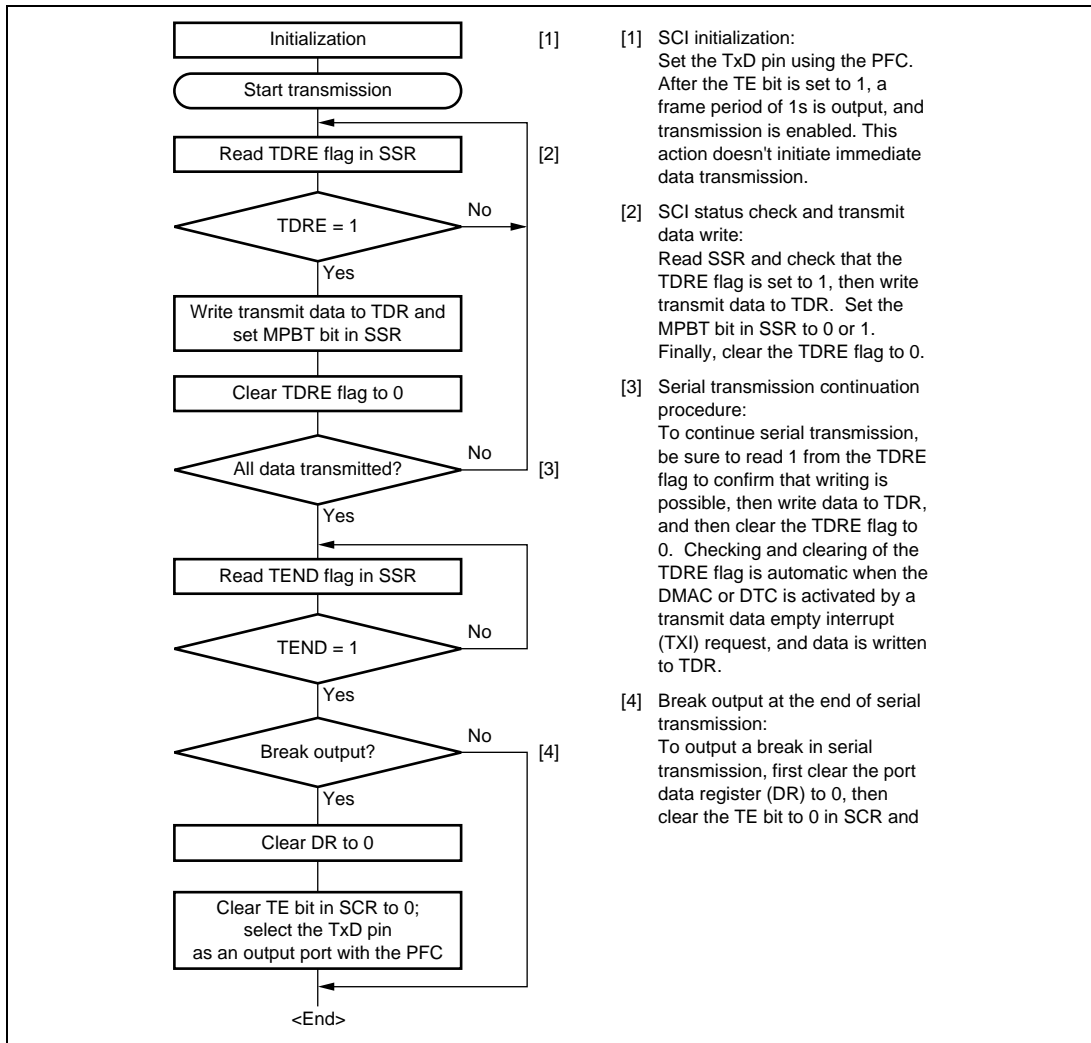 Initialization
[1]
Start transmission
Read TDRE flag in SSR
[2]
TDRE = 1
No
Yes
Write transmit data to TDR and
set MPBT bit in SSR
Clear TDRE flag to 0
All data transmitted?
No
[3]
Yes
Read TEND flag in SSR
TEND = 1
No
Yes
Break output?
No
[4]
Yes
Clear DR to 0
Clear TE bit in SCR to 0;
select the TxD pin
as an output port with the PFC
<End>
[1] SCI initialization:
Set the TxD pin using the PFC.
After the TE bit is set to 1, a
frame period of 1s is output, and
transmission is enabled. This
action doesn't initiate immediate
data transmission.
[2] SCI status check and transmit
data write:
Read SSR and check that the
TDRE flag is set to 1, then write
transmit data to TDR. Set the
MPBT bit in SSR to 0 or 1.
Finally, clear the TDRE flag to 0.
[3] Serial transmission continuation
procedure:
To continue serial transmission,
be sure to read 1 from the TDRE
flag to confirm that writing is
possible, then write data to TDR,
and then clear the TDRE flag to
0. Checking and clearing of the
TDRE flag is automatic when the
DMAC or DTC is activated by a
transmit data empty interrupt
(TXI) request, and data is written
to TDR.
[4] Break output at the end of serial
transmission:
To output a break in serial
transmission, first clear the port
data register (DR) to 0, then
clear the TE bit to 0 in SCR and